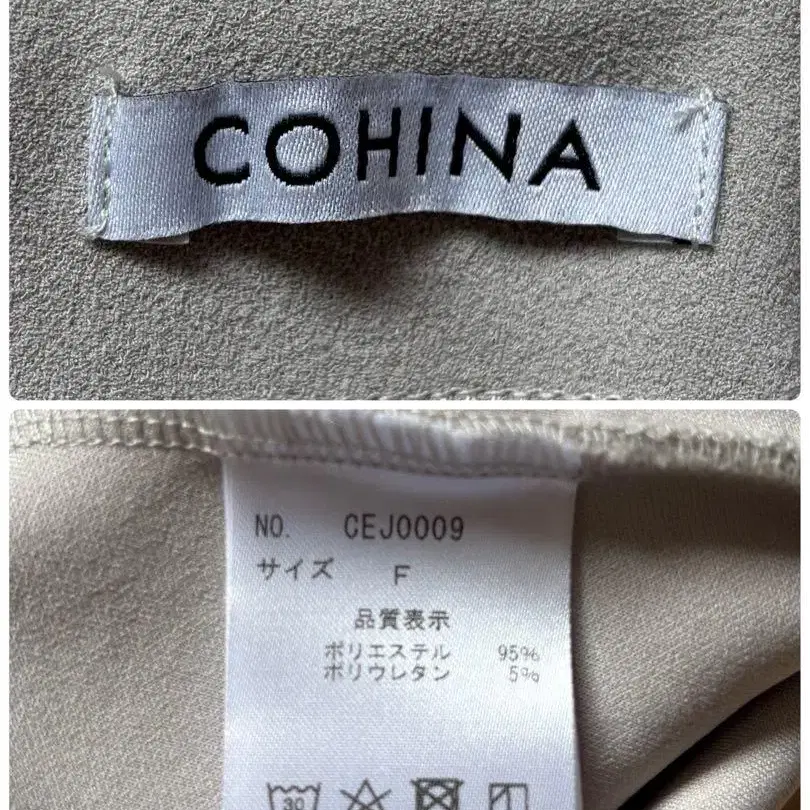 COHINA
NO. CEJ0009
サイズ F
品質表示
ポリエステル 95%
ポリウレタン 5%
30